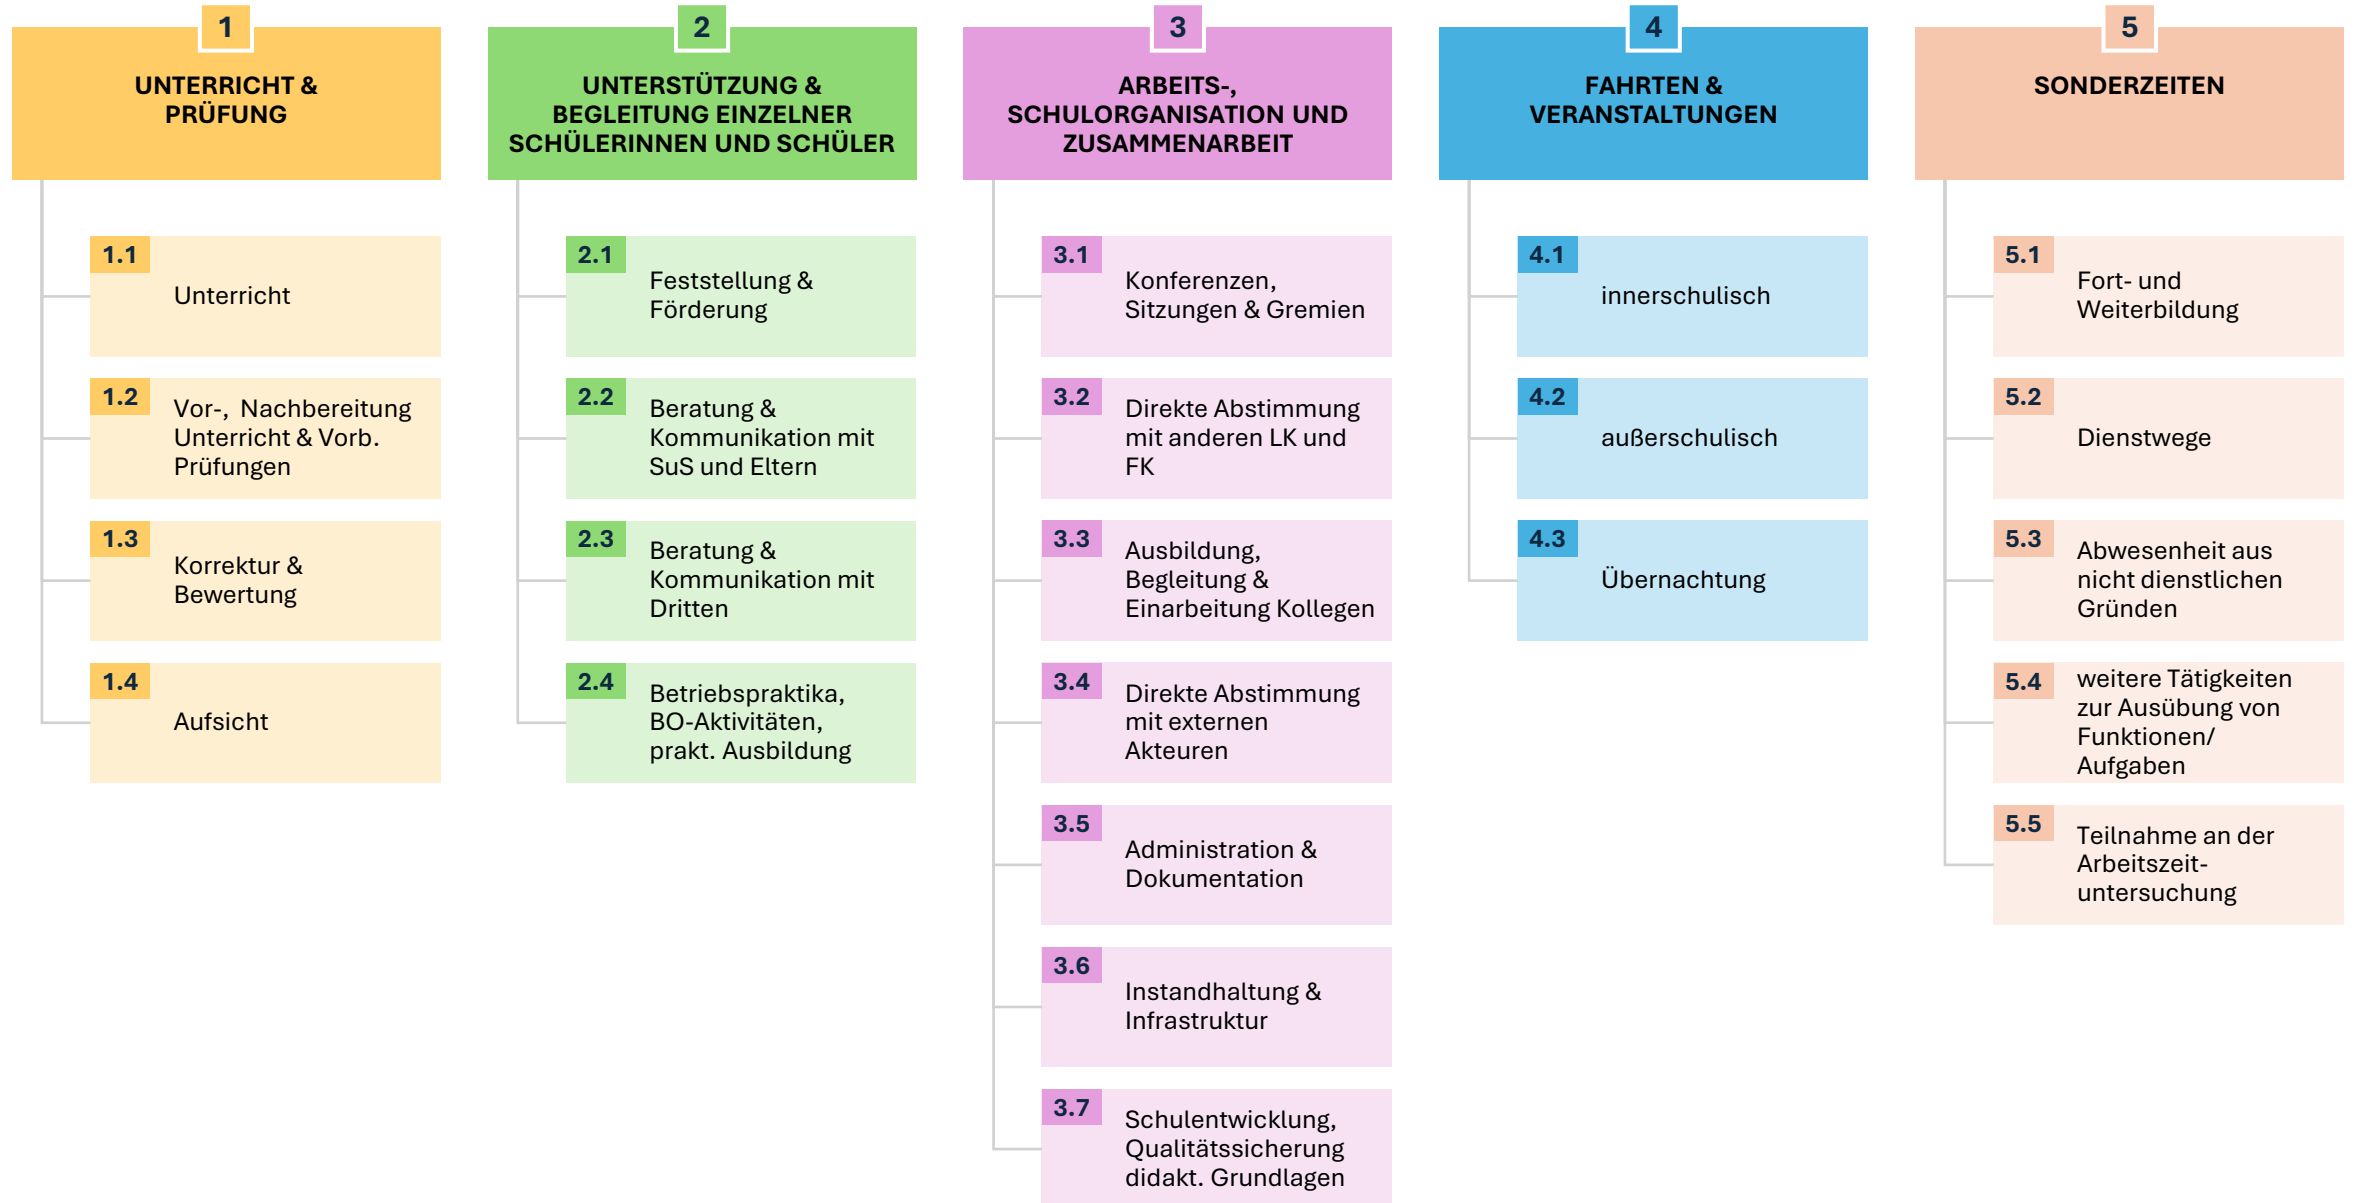 1
UNTERRICHT &
PRÜFUNG
1.1
Unterricht
1.2
Vor-, Nachbereitung
Unterricht & Vorb.
Prüfungen
1.3
Korrektur &
Bewertung
1.4
Aufsicht
2
UNTERSTÜTZUNG &
BEGLEITUNG EINZELNER
SCHÜLERINNEN UND SCHÜLER
2.1
Feststellung &
Förderung
2.2
Beratung &
Kommunikation mit
SuS und Eltern
2.3
Beratung &
Kommunikation mit
Dritten
2.4
Betriebspraktika,
BO-Aktivitäten,
prakt. Ausbildung
3
ARBEITS-,
SCHULORGANISATION UND
ZUSAMMENARBEIT
3.1
Konferenzen,
Sitzungen & Gremien
3.2
Direkte Abstimmung
mit anderen LK und
FK
3.3
Ausbildung,
Begleitung &
Einarbeitung Kollegen
3.4
Direkte Abstimmung
mit externen
Akteuren
3.5
Administration &
Dokumentation
3.6
Instandhaltung &
Infrastruktur
3.7
Schulentwicklung,
Qualitätssicherung
didakt. Grundlagen
4
FAHRTEN &
VERANSTALTUNGEN
4.1
innerschulisch
4.2
außerschulisch
4.3
Übernachtung
5
SONDERZEITEN
5.1
Fort- und
Weiterbildung
5.2
Dienstwege
5.3
Abwesenheit aus
nicht dienstlichen
Gründen
5.4
weitere Tätigkeiten
zur Ausübung von
Funktionen/
Aufgaben
5.5
Teilnahme an der
Arbeitszeit-
untersuchung